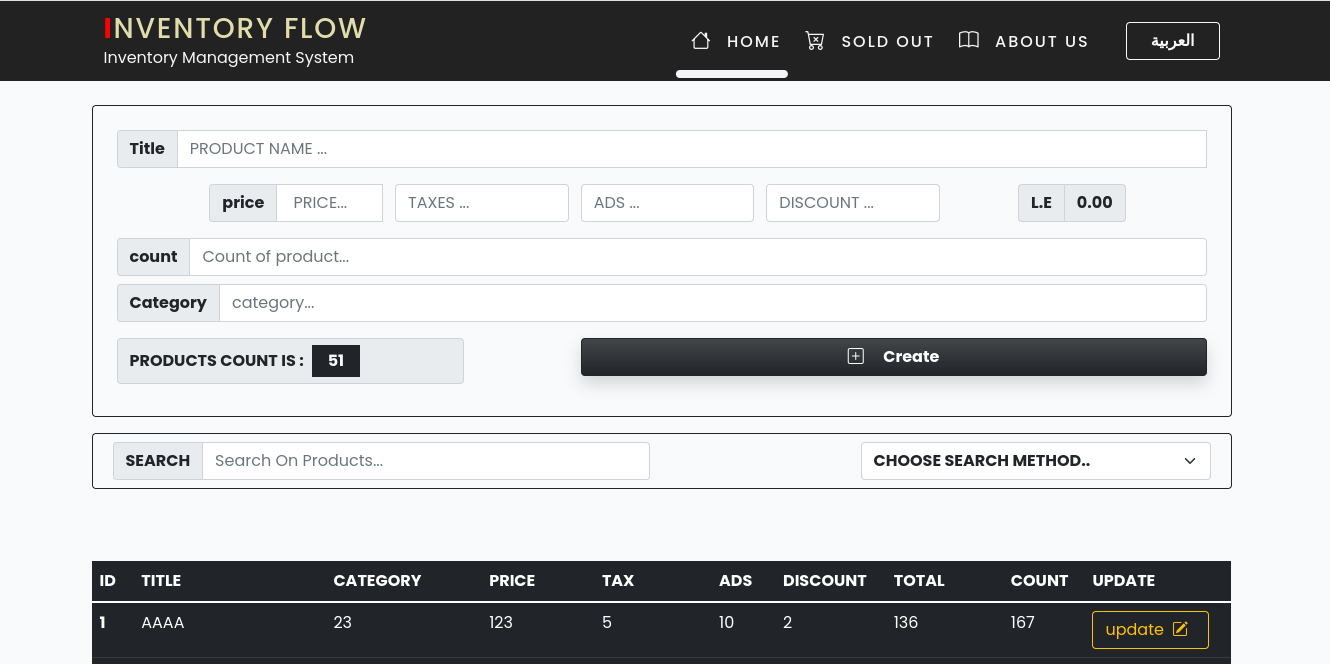 INVENTORY FLOW
Inventory Management System
HOME SOLD OUT ABOUT US العربية
Title PRODUCT NAME ...
price PRICE... TAXES ... ADS ... DISCOUNT ... L.E 0.00
count Count of product...
Category category...
PRODUCTS COUNT IS : 51 Create
SEARCH Search On Products... CHOOSE SEARCH METHOD..
ID TITLE CATEGORY PRICE TAX ADS DISCOUNT TOTAL COUNT UPDATE
1 AAAA 23 123 5 10 2 136 167 update